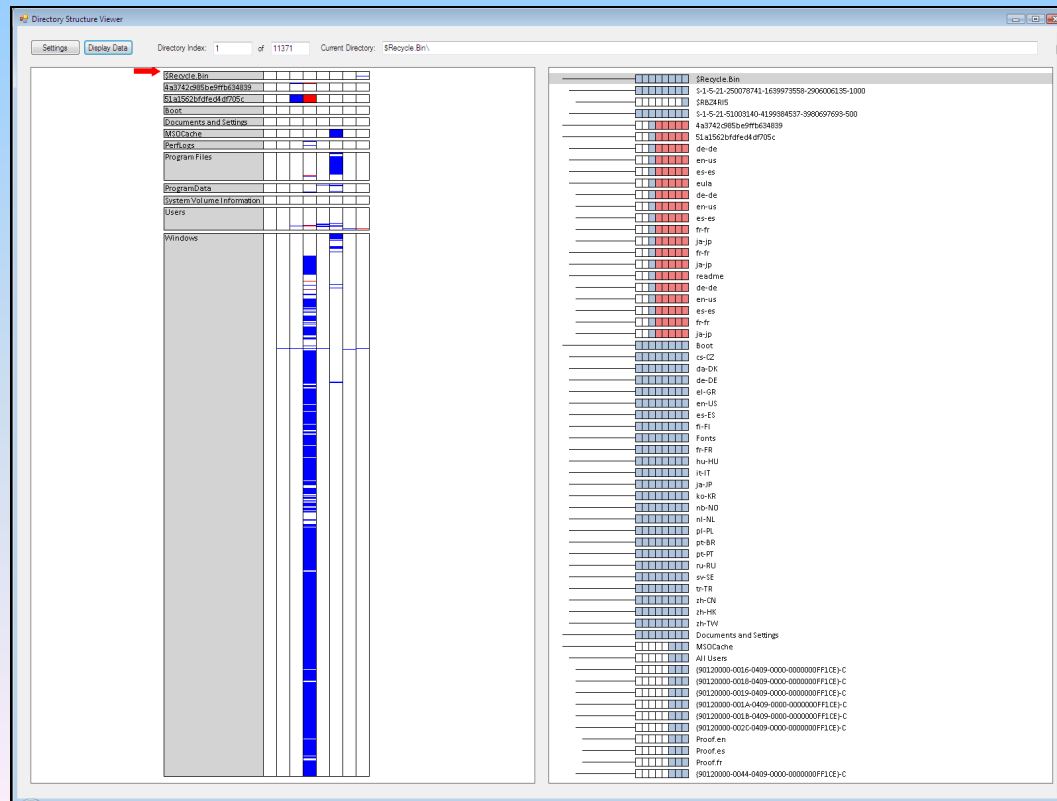 Directory Structure Viewer
Settings
Display Data
Directory Index:
1
of
11371
Current Directory:
$Recycle.Bin\
$Recycle.Bin
4a3742c985be9ffb634839
51a1562bfdfed4df705c
Boot
Documents and Settings
MSOCache
PerfLogs
Program Files
ProgramData
System Volume Information
Users
Windows
$Recycle.Bin
S-1-5-21-250078741-1639973558-2906006135-1000
$RBZ4RI5
S-1-5-21-51003140-4199384537-3980697693-500
4a3742c985be9ffb634839
51a1562bfdfed4df705c
de-de
en-us
es-es
eula
de-de
en-us
es-es
fr-fr
ja-jp
fr-fr
ja-jp
readme
de-de
en-us
es-es
fr-fr
ja-jp
Boot
cs-CZ
da-DK
de-DE
el-GR
en-US
es-ES
fi-FI
Fonts
fr-FR
hu-HU
it-IT
ja-JP
ko-KR
nb-NO
nl-NL
pl-PL
pt-BR
pt-PT
ru-RU
sv-SE
tr-TR
zh-CN
zh-HK
zh-TW
Documents and Settings
MSOCache
All Users
{90120000-0016-0409-0000-0000000FF1CE}-C
{90120000-0018-0409-0000-0000000FF1CE}-C
{90120000-0019-0409-0000-0000000FF1CE}-C
{90120000-001A-0409-0000-0000000FF1CE}-C
{90120000-001B-0409-0000-0000000FF1CE}-C
{90120000-002C-0409-0000-0000000FF1CE}-C
Proof.en
Proof.es
Proof.fr
{90120000-0044-0409-0000-0000000FF1CE}-C